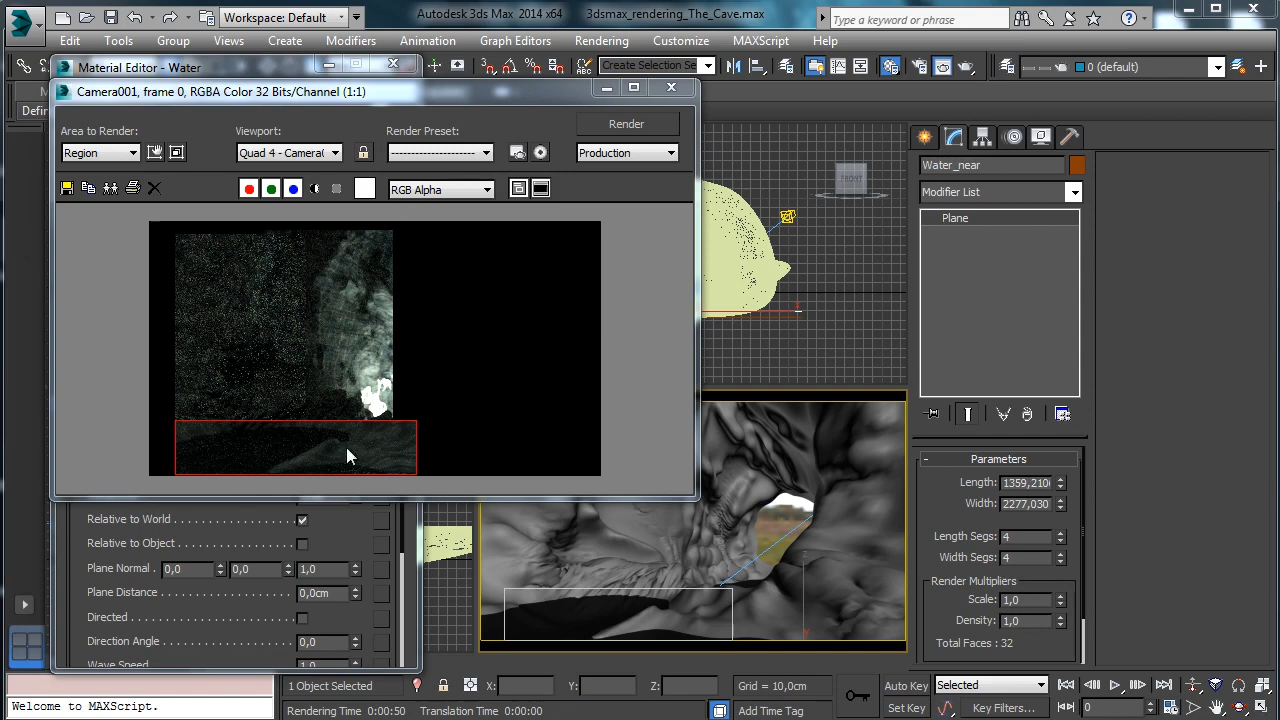 Workspace: Default
Autodesk 3ds Max 2014 x64
3dsmax_rendering_The_Cave.max
Type a keyword or phrase
Edit
Tools
Group
Views
Create
Modifiers
Animation
Graph Editors
Rendering
Customize
MAXScript
Help
Create Selection Se
0 (default)
Material Editor - Water
Camera001, frame 0, RGBA Color 32 Bits/Channel (1:1)
Defir
Area to Render:
Viewport:
Render Preset:
Render
Region
Quad 4 - Camera(
--------------------
Production
RGB Alpha
FRONT
Water_near
Modifier List
Plane
Parameters
Length: 1359,210
Width: 2277,030
Length Segs: 4
Width Segs: 4
Render Multipliers
Scale: 1,0
Density: 1,0
Total Faces : 32
Relative to World
Relative to Object
Plane Normal . 0,0 0,0 1,0
Plane Distance 0,0cm
Directed
Direction Angle 0,0
Wave Speed 1,0
Welcome to MAXScript.
1 Object Selected
X:
Y:
Z:
Grid = 10,0cm
Rendering Time 0:00:50
Translation Time 0:00:00
Add Time Tag
Auto Key
Selected
Set Key
Key Filters...
0